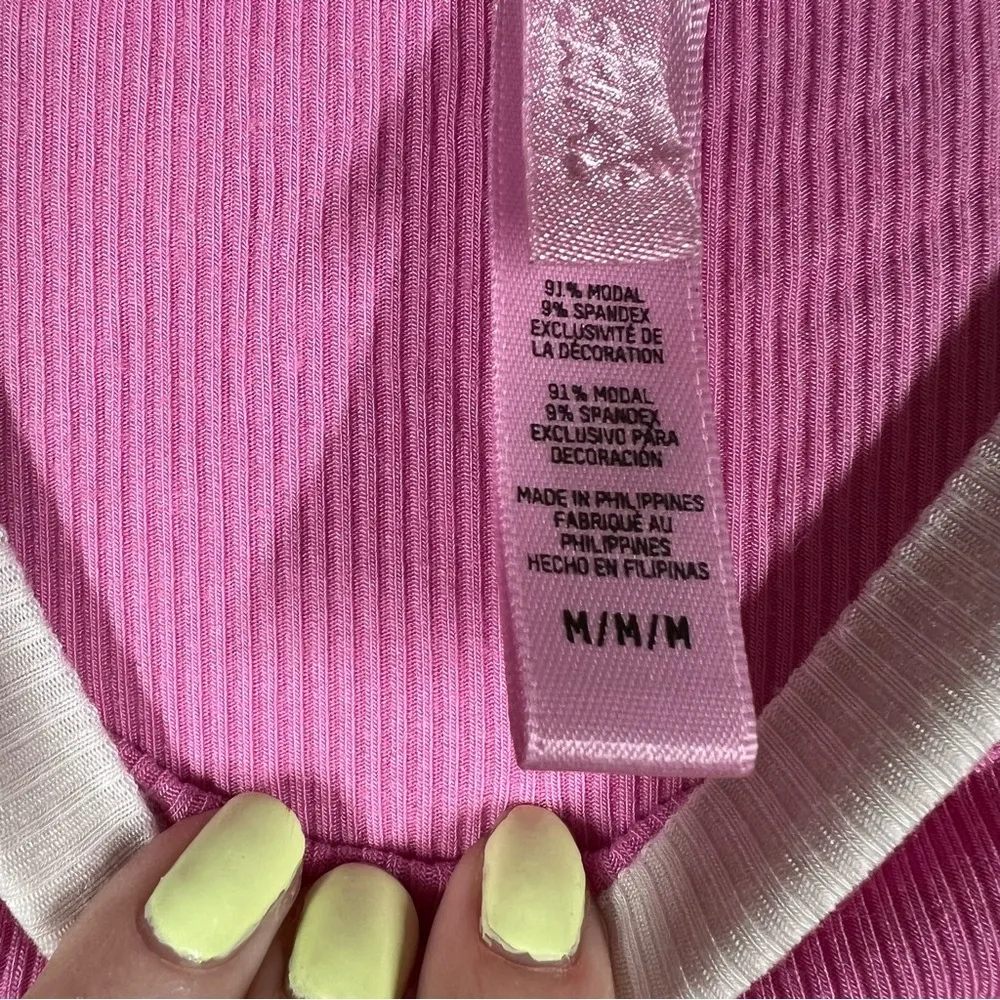 91% MODAL
9% SPANDEX
EXCLUSIVITÉ DE
LA DÉCORATION
91% MODAL
9% SPANDEX
EXCLUSIVO PARA
DECORACIÓN
MADE IN PHILIPPINES
FABRIQUÉ AU
PHILIPPINES
HECHO EN FILIPINAS
M/M/M